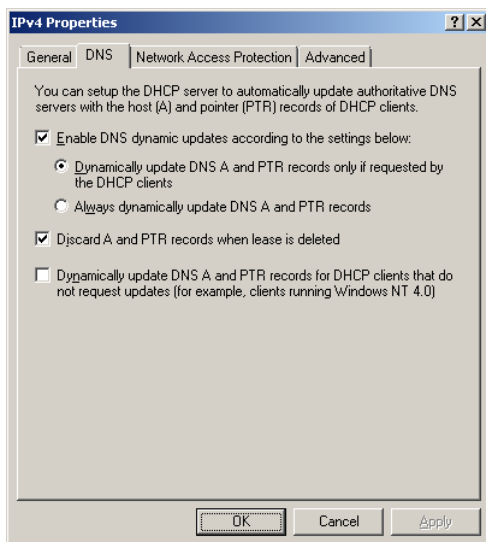 IPv4 Properties
General DNS Network Access Protection Advanced
You can setup the DHCP server to automatically update authoritative DNS
servers with the host (A) and pointer (PTR) records of DHCP clients.
Enable DNS dynamic updates according to the settings below:
Dynamically update DNS A and PTR records only if requested by
the DHCP clients
Always dynamically update DNS A and PTR records
Discard A and PTR records when lease is deleted
Dynamically update DNS A and PTR records for DHCP clients that do
not request updates (for example, clients running Windows NT 4.0)
OK Cancel Apply